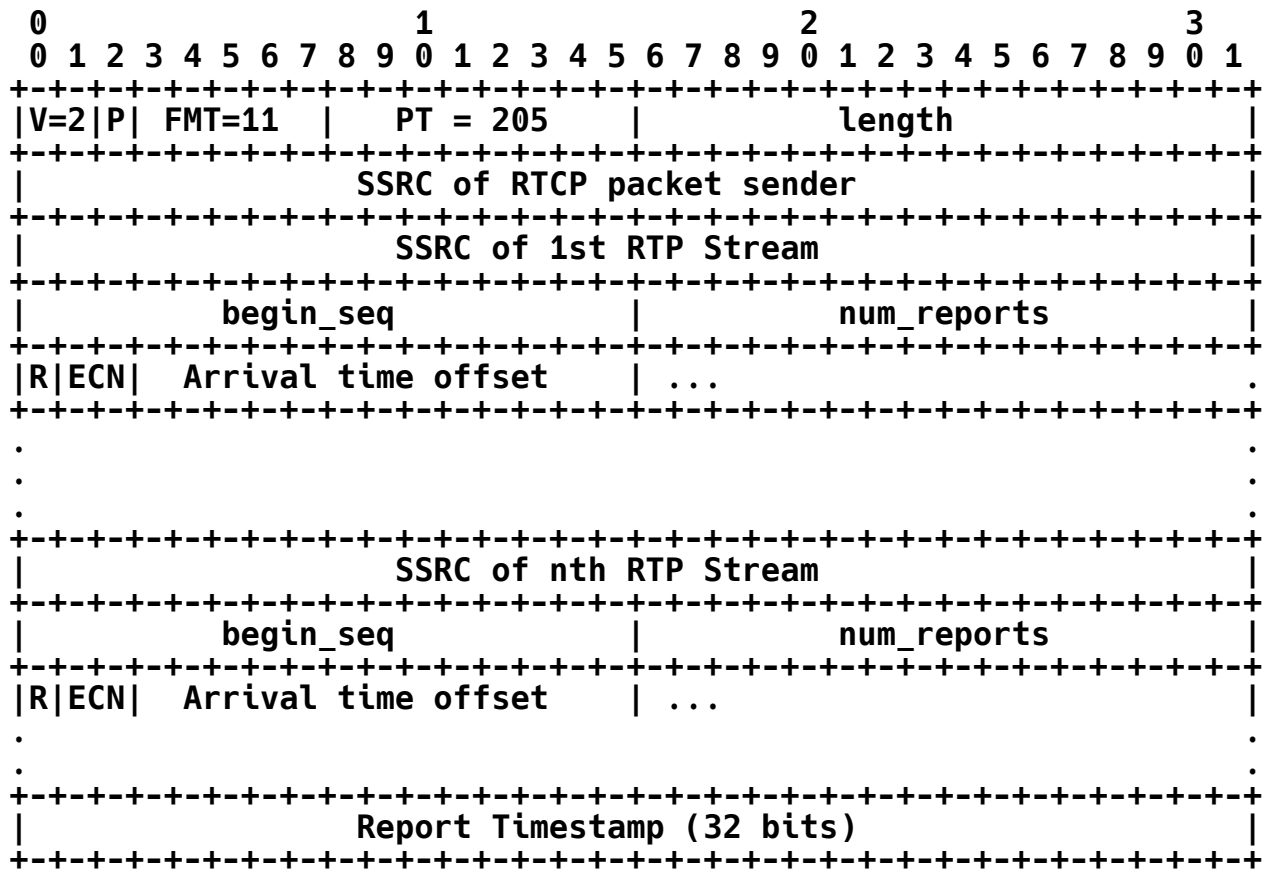 0                   1                   2                   3
 0 1 2 3 4 5 6 7 8 9 0 1 2 3 4 5 6 7 8 9 0 1 2 3 4 5 6 7 8 9 0 1
+-+-+-+-+-+-+-+-+-+-+-+-+-+-+-+-+-+-+-+-+-+-+-+-+-+-+-+-+-+-+-+-+
|V=2|P| FMT=11  |   PT = 205    |          length               |
+-+-+-+-+-+-+-+-+-+-+-+-+-+-+-+-+-+-+-+-+-+-+-+-+-+-+-+-+-+-+-+-+
|                 SSRC of RTCP packet sender                    |
+-+-+-+-+-+-+-+-+-+-+-+-+-+-+-+-+-+-+-+-+-+-+-+-+-+-+-+-+-+-+-+-+
|                   SSRC of 1st RTP Stream                      |
+-+-+-+-+-+-+-+-+-+-+-+-+-+-+-+-+-+-+-+-+-+-+-+-+-+-+-+-+-+-+-+-+
|          begin_seq            |          num_reports          |
+-+-+-+-+-+-+-+-+-+-+-+-+-+-+-+-+-+-+-+-+-+-+-+-+-+-+-+-+-+-+-+-+
|R|ECN|  Arrival time offset    | ...                           .
+-+-+-+-+-+-+-+-+-+-+-+-+-+-+-+-+-+-+-+-+-+-+-+-+-+-+-+-+-+-+-+-+
.                                                               .
.                                                               .
.                                                               .
+-+-+-+-+-+-+-+-+-+-+-+-+-+-+-+-+-+-+-+-+-+-+-+-+-+-+-+-+-+-+-+-+
|                   SSRC of nth RTP Stream                      |
+-+-+-+-+-+-+-+-+-+-+-+-+-+-+-+-+-+-+-+-+-+-+-+-+-+-+-+-+-+-+-+-+
|          begin_seq            |          num_reports          |
+-+-+-+-+-+-+-+-+-+-+-+-+-+-+-+-+-+-+-+-+-+-+-+-+-+-+-+-+-+-+-+-+
|R|ECN|  Arrival time offset    | ...                           |
.                                                               .
.                                                               .
+-+-+-+-+-+-+-+-+-+-+-+-+-+-+-+-+-+-+-+-+-+-+-+-+-+-+-+-+-+-+-+-+
|                 Report Timestamp (32 bits)                    |
+-+-+-+-+-+-+-+-+-+-+-+-+-+-+-+-+-+-+-+-+-+-+-+-+-+-+-+-+-+-+-+-+